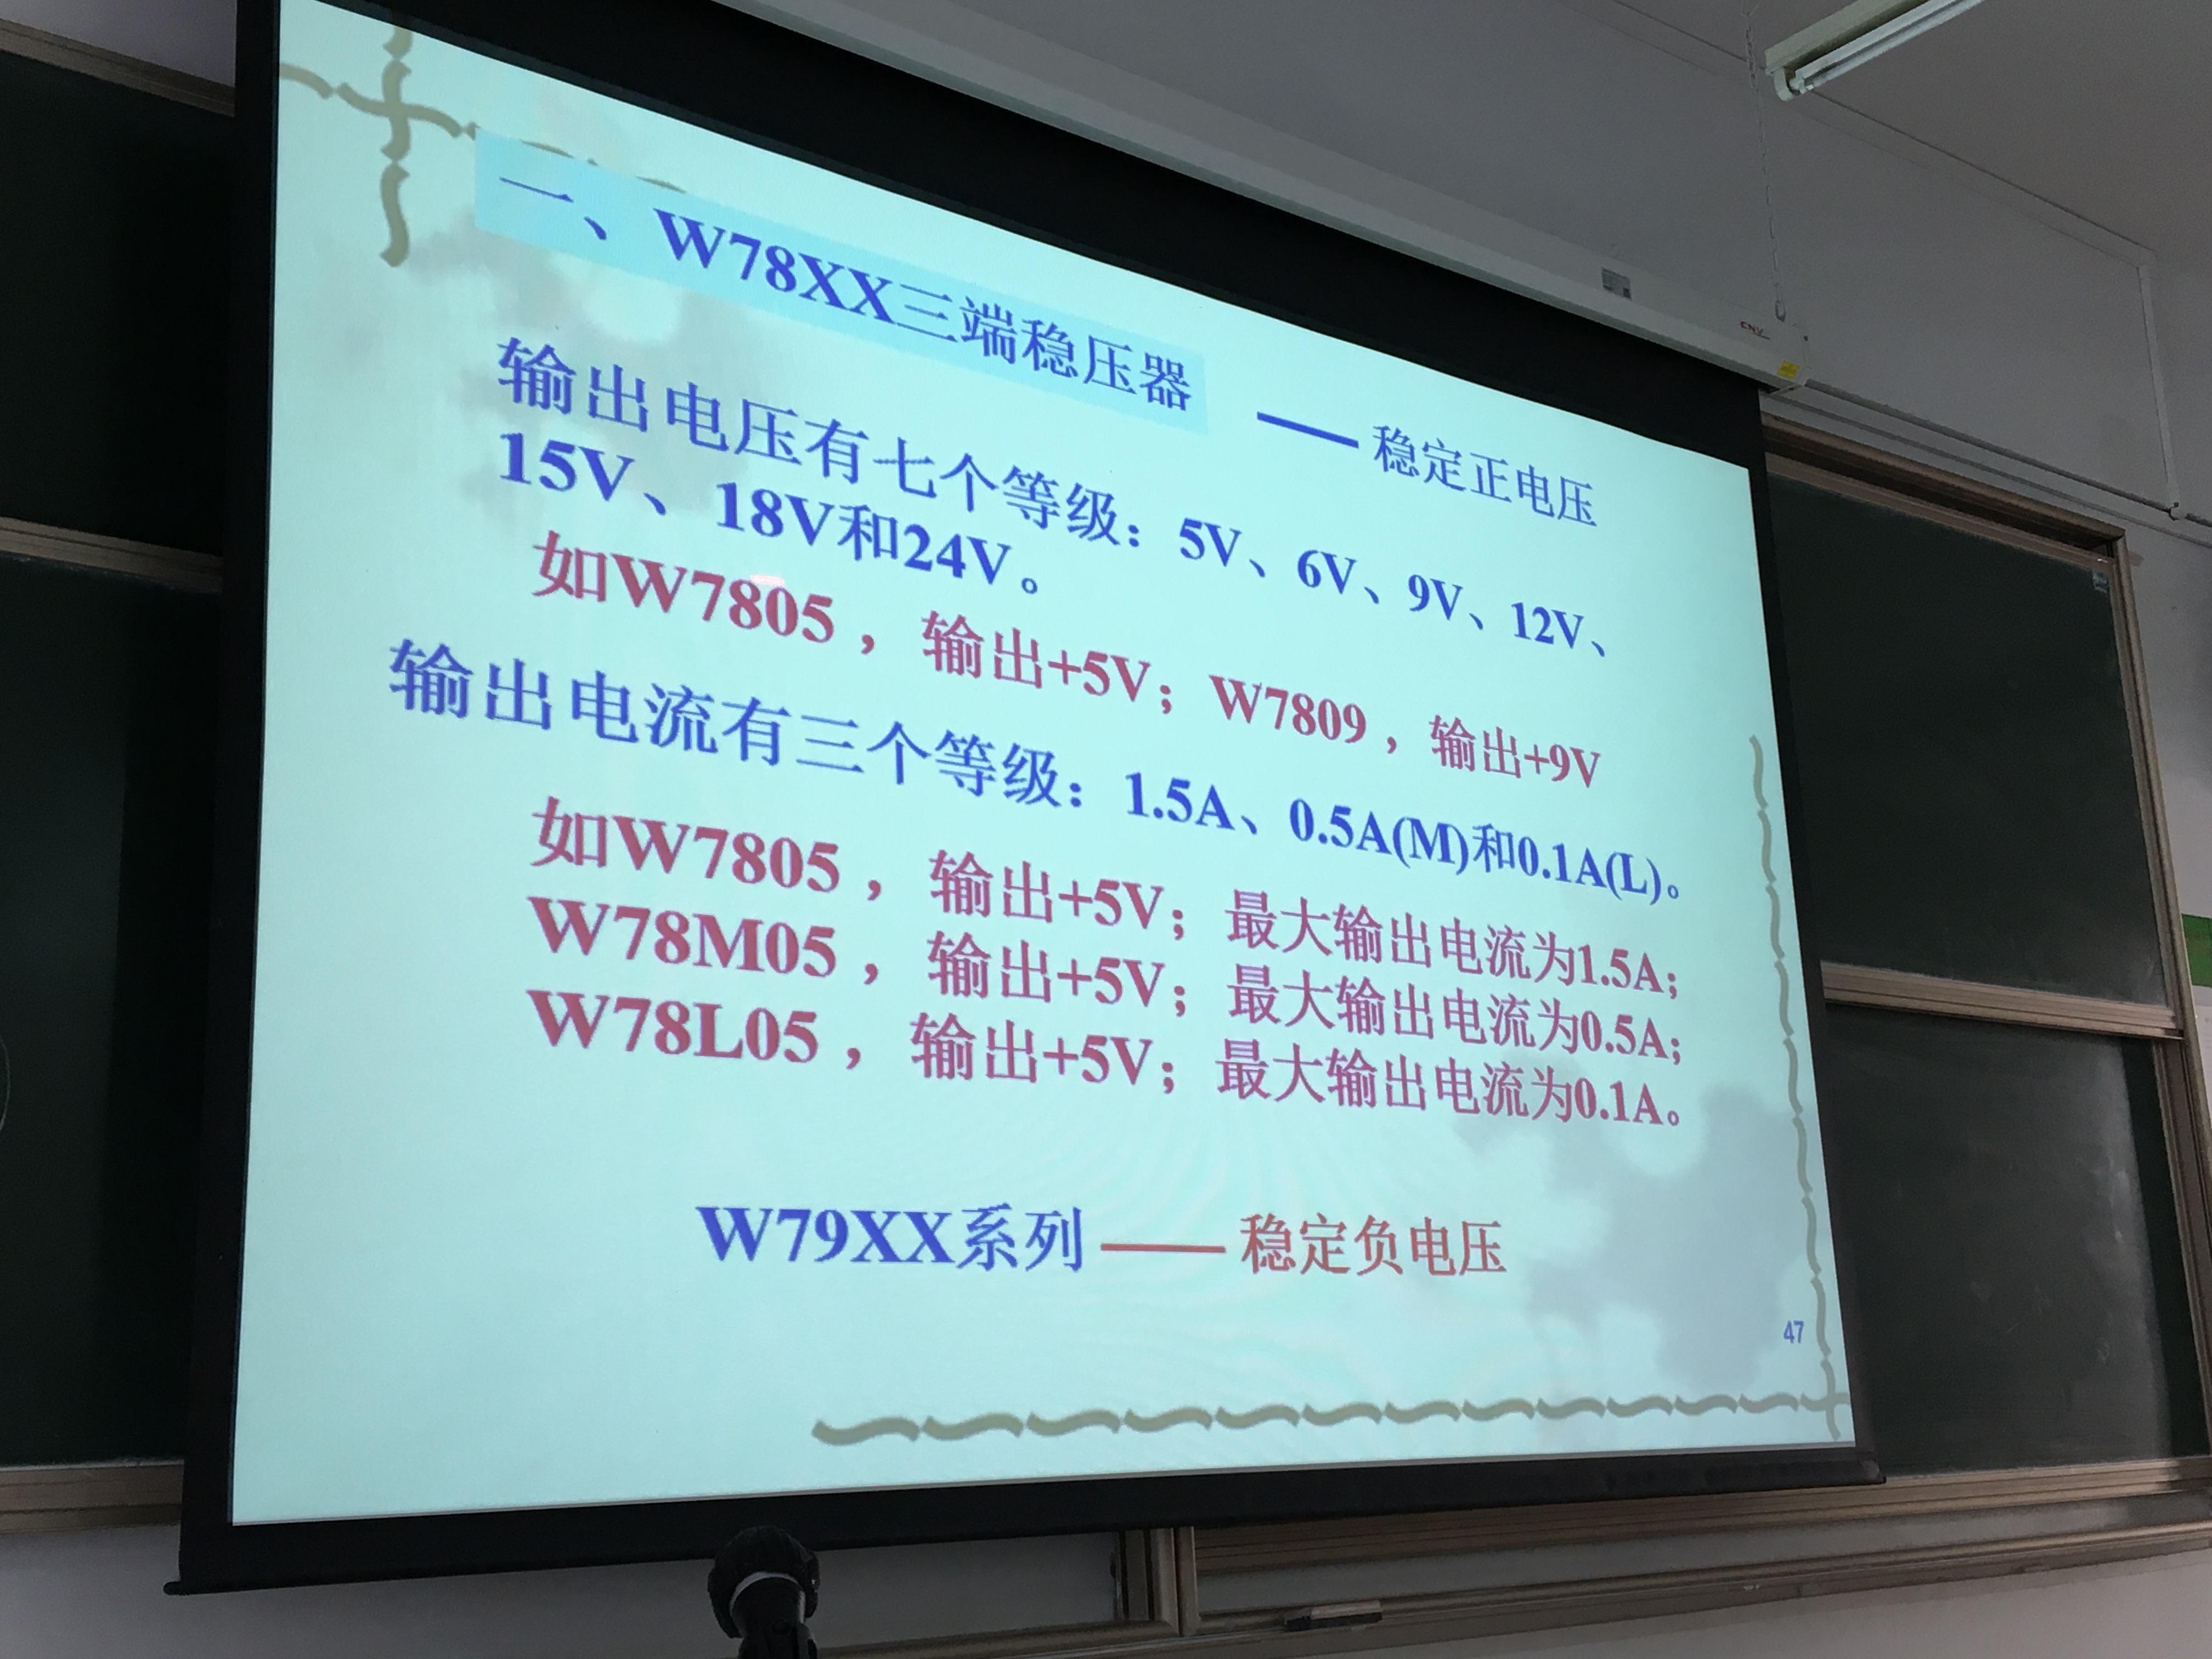 一、W78XX三端稳压器 —— 稳定正电压
输出电压有七个等级：5V、6V、9V、12V、
15V、18V和24V。
如W7805，输出+5V；W7809，输出+9V
输出电流有三个等级：1.5A、0.5A(M)和0.1A(L)。
如W7805，输出+5V；最大输出电流为1.5A;
W78M05，输出+5V；最大输出电流为0.5A;
W78L05，输出+5V；最大输出电流为0.1A。
W79XX系列 —— 稳定负电压
47